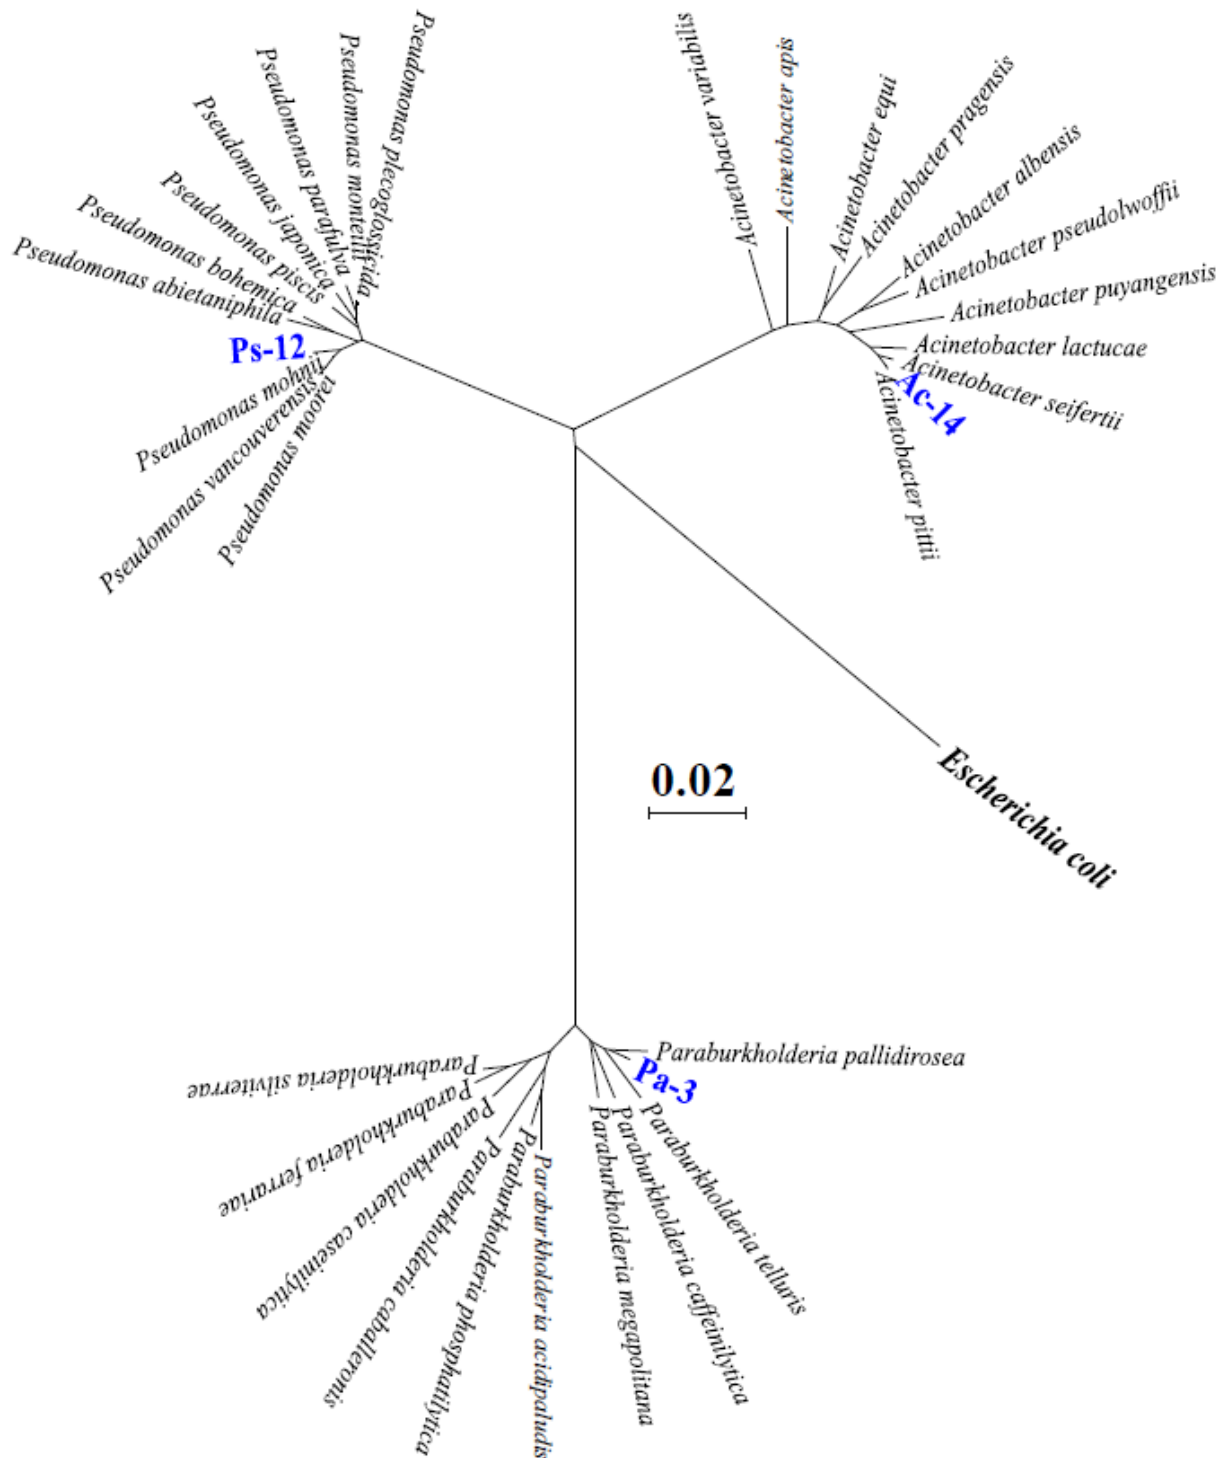 Pseudomonas plecoglossicida
Pseudomonas monteilii
Pseudomonas parafulva
Pseudomonas japonica
Pseudomonas piscis
Pseudomonas bohemica
Pseudomonas abietaniphila
Ps-12
Pseudomonas mohnii
Pseudomonas vancouverensis
Pseudomonas moorei
Acinetobacter variabilis
Acinetobacter apis
Acinetobacter equi
Acinetobacter pragensis
Acinetobacter albensis
Acinetobacter pseudolwoffii
Acinetobacter puyangensis
Acinetobacter lactucae
Acinetobacter seifertii
Ac-14
Acinetobacter pittii
Escherichia coli
0.02
Paraburkholderia pallidirosea
Pa-3
Paraburkholderia telluris
Paraburkholderia caffeinilytica
Paraburkholderia megapolitana
Paraburkholderia acidipaludis
Paraburkholderia phosphatilytica
Paraburkholderia caballeronis
Paraburkholderia caseinilytica
Paraburkholderia ferrariae
Paraburkholderia silviterrae